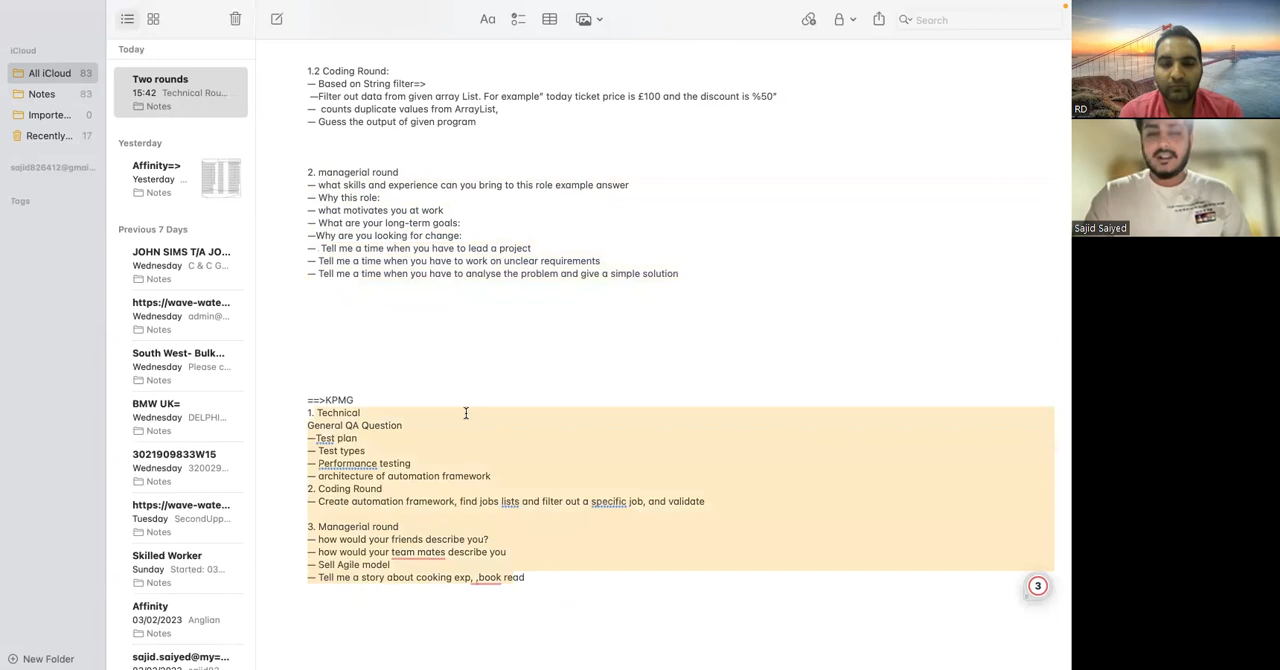 Aa
Search
iCloud
All iCloud 83
Notes 83
Importe... 0
Recently... 17
sajid826412@gmai...
Tags
New Folder
Today
Two rounds
15:42 Technical Rou...
Notes
Yesterday
Affinity=>
Yesterday ...
Notes
Previous 7 Days
JOHN SIMS T/A JO...
Wednesday C & C G...
Notes
https://wave-wate...
Wednesday admin@...
Notes
South West- Bulk...
Wednesday Please c...
Notes
BMW UK=
Wednesday DELPHI...
Notes
3021909833W15
Wednesday 320029...
Notes
https://wave-wate...
Tuesday SecondUpp...
Notes
Skilled Worker
Sunday Started: 03...
Notes
Affinity
03/02/2023 Anglian
Notes
sajid.saiyed@my=...
1.2 Coding Round:
— Based on String filter=>
—Filter out data from given array List. For example” today ticket price is £100 and the discount is %50”
— counts duplicate values from ArrayList,
— Guess the output of given program
2. managerial round
— what skills and experience can you bring to this role example answer
— Why this role:
— what motivates you at work
— What are your long-term goals:
—Why are you looking for change:
— Tell me a time when you have to lead a project
— Tell me a time when you have to work on unclear requirements
— Tell me a time when you have to analyse the problem and give a simple solution
==>KPMG
1. Technical
General QA Question
—Test plan
— Test types
— Performance testing
— architecture of automation framework
2. Coding Round
— Create automation framework, find jobs lists and filter out a specific job, and validate
3. Managerial round
— how would your friends describe you?
— how would your team mates describe you
— Sell Agile model
— Tell me a story about cooking exp, ,book read
3
RD
Sajid Saiyed